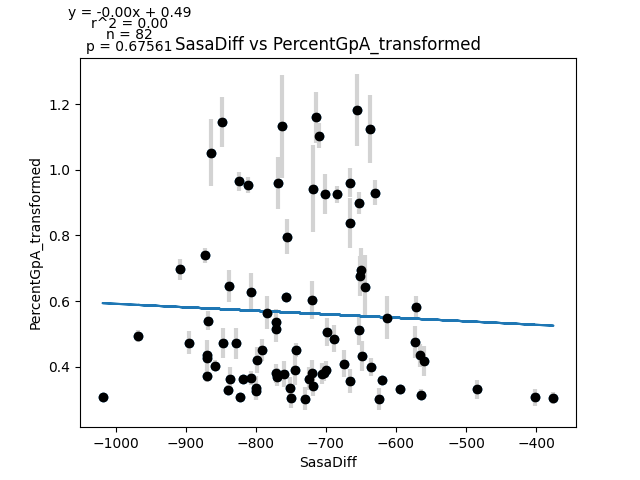 y = -0.00x + 0.49
r^2 = 0.00
n = 82
p = 0.67561
SasaDiff vs PercentGpA_transformed
PercentGpA_transformed
1.2
1.0
0.8
0.6
0.4
−1000
−900
−800
−700
−600
−500
−400
SasaDiff